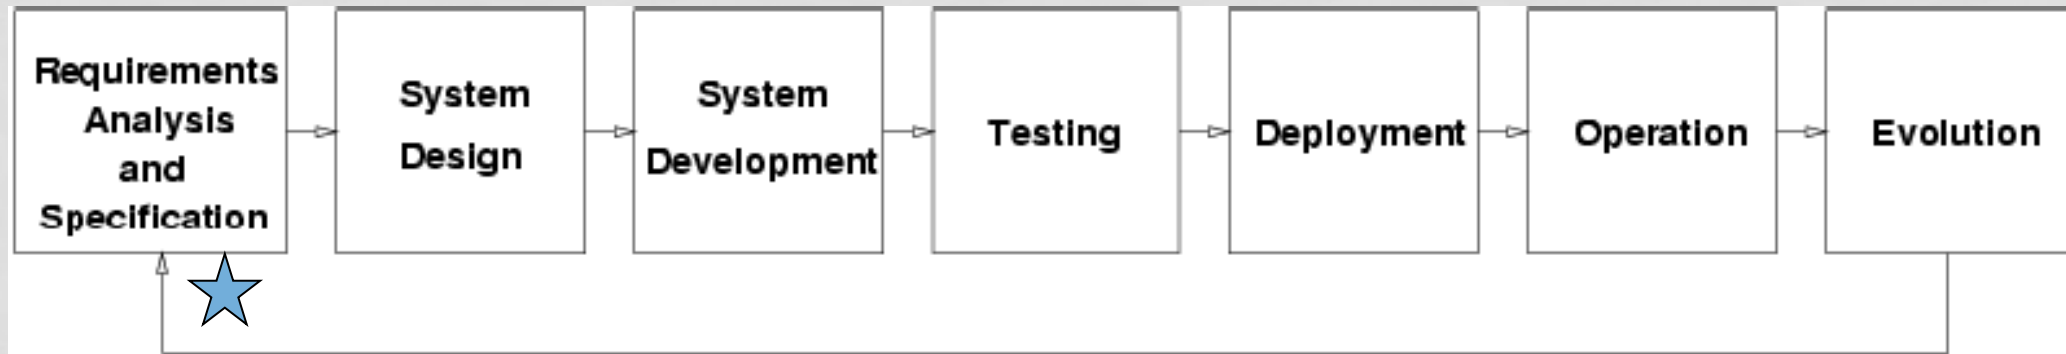 Requirements
Analysis
and
Specification
System
Design
System
Development
Testing
Deployment
Operation
Evolution